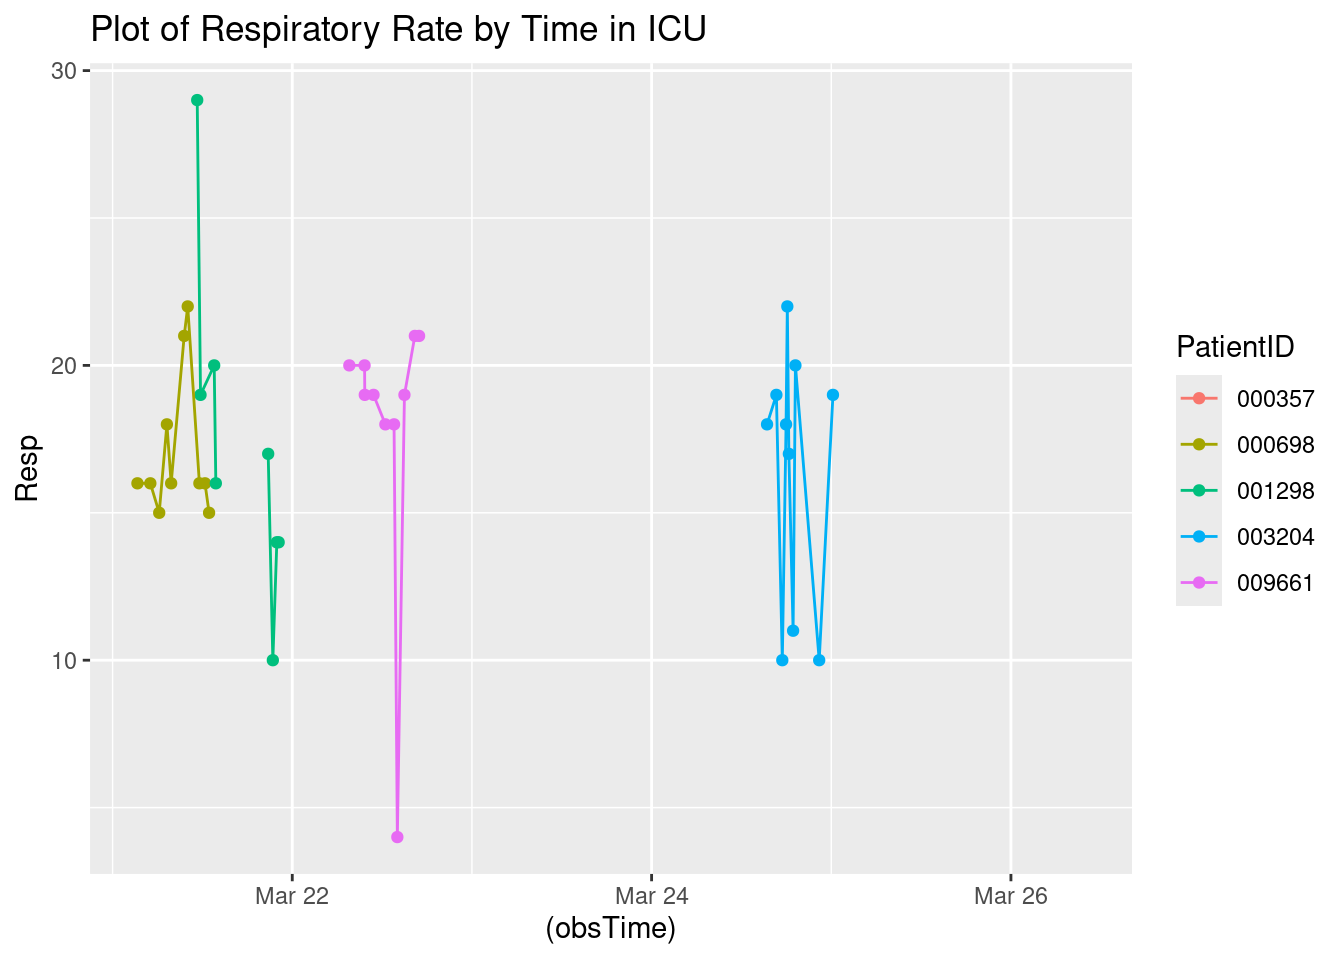 Plot of Respiratory Rate by Time in ICU
30
20
10
Resp
Mar 22
Mar 24
Mar 26
(obsTime)
PatientID
000357
000698
001298
003204
009661